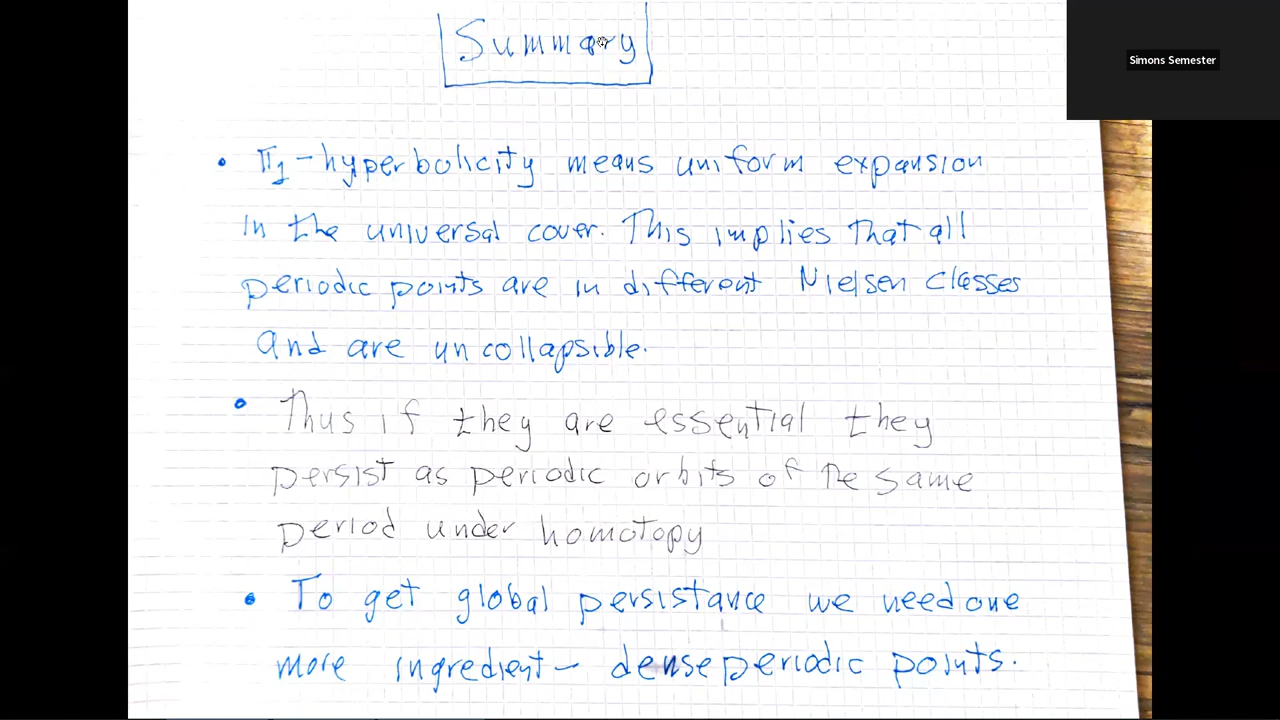 Summary
Simons Semester
• π1-hyperbolicity means uniform expansion
in the universal cover. This implies that all
periodic points are in different Nielsen classes
and are uncollapsible.
• Thus if they are essential they
persist as periodic orbits of the same
period under homotopy
• To get global persistance we need one
more ingredient - dense periodic points.